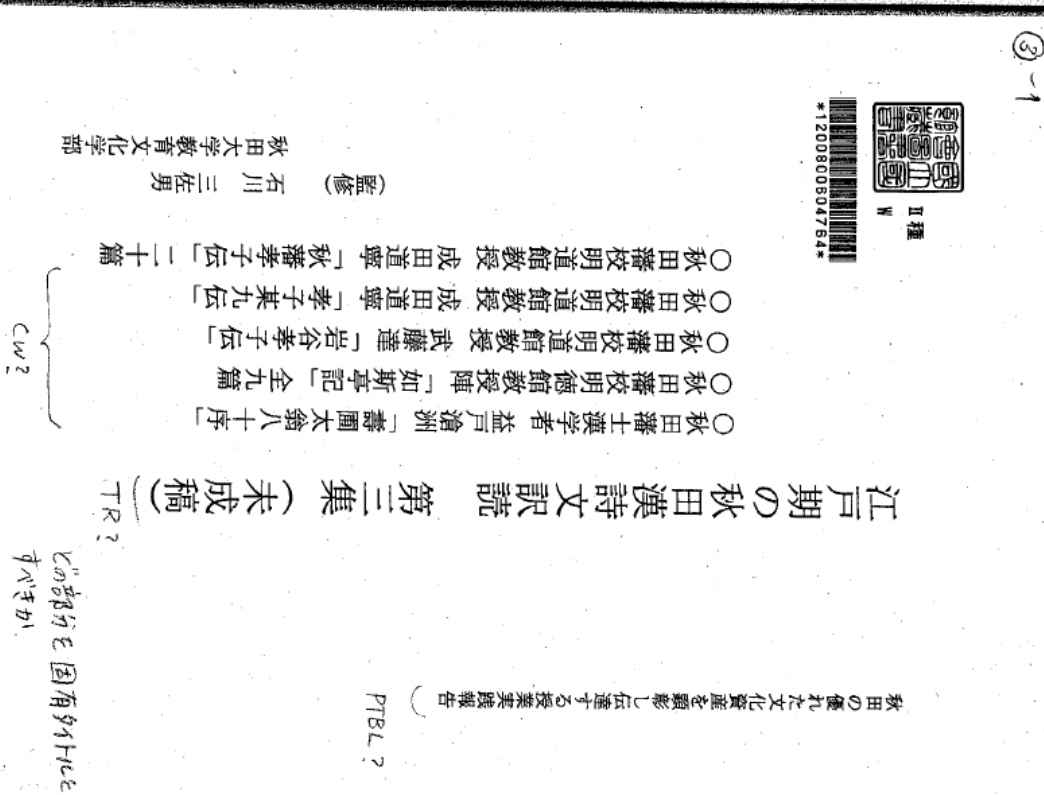 ③-1
Ⅱ種
W
*1200800604764*
秋田の優れた文化資産を顕彰し伝達する授業実践報告
PTBL?
江戸期の秋田漢詩文訳読 第三集(未成稿)
TR?
どの部分を固有タイトルと
すべきか.
○秋田藩士漢学者 益戸滄洲「壽圃太翁八十序」
○秋田藩校明徳館教授陣「如斯亭記」全九篇
○秋田藩校明道館教授 武藤達「岩谷孝子伝」
○秋田藩校明道館教授 成田道寧「孝子某九伝」
○秋田藩校明道館教授 成田道寧「秋藩孝子伝」二十篇
CW?
(監修) 石川 三佐男
秋田大学教育文化学部